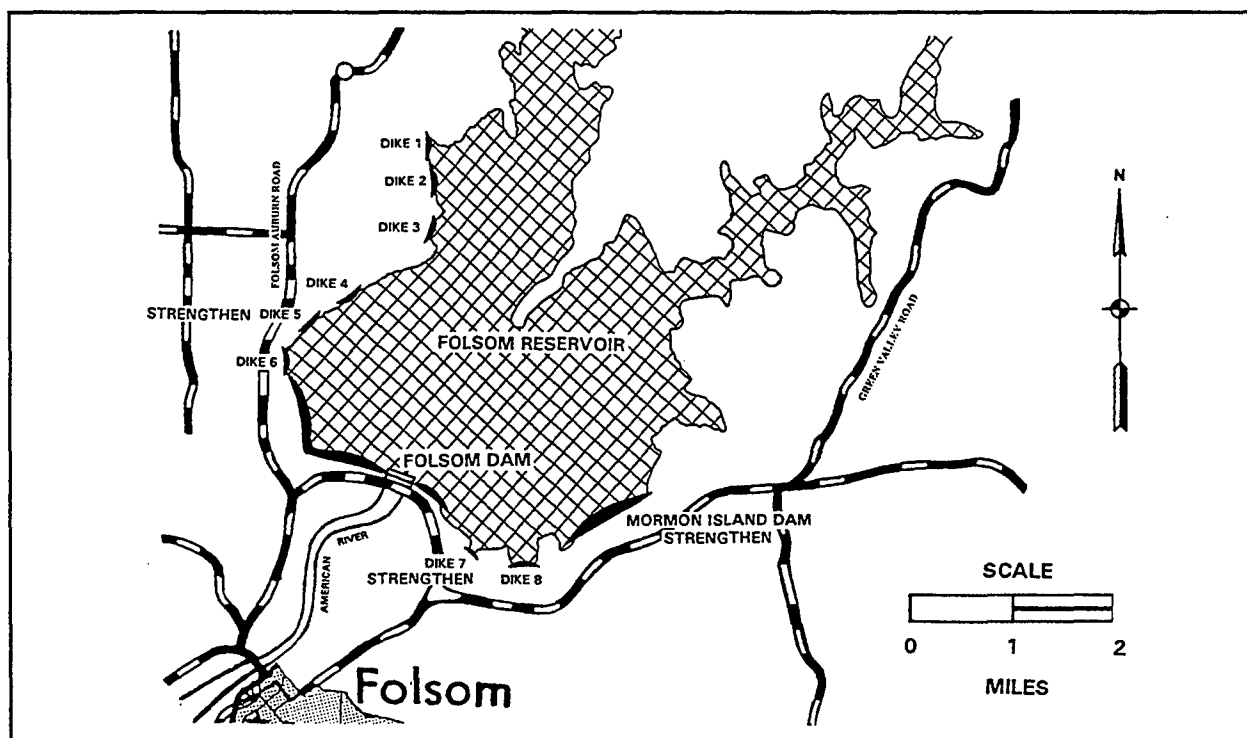 DIKE 1
DIKE 2
DIKE 3
FOLSOM AUBURN ROAD
N
DIKE 4
STRENGTHEN DIKE 5
DIKE 6
FOLSOM RESERVOIR
GREEN VALLEY ROAD
FOLSOM DAM
MORMON ISLAND DAM
STRENGTHEN
AMERICAN RIVER
DIKE 7
STRENGTHEN
DIKE 8
SCALE
0 1 2
MILES
Folsom